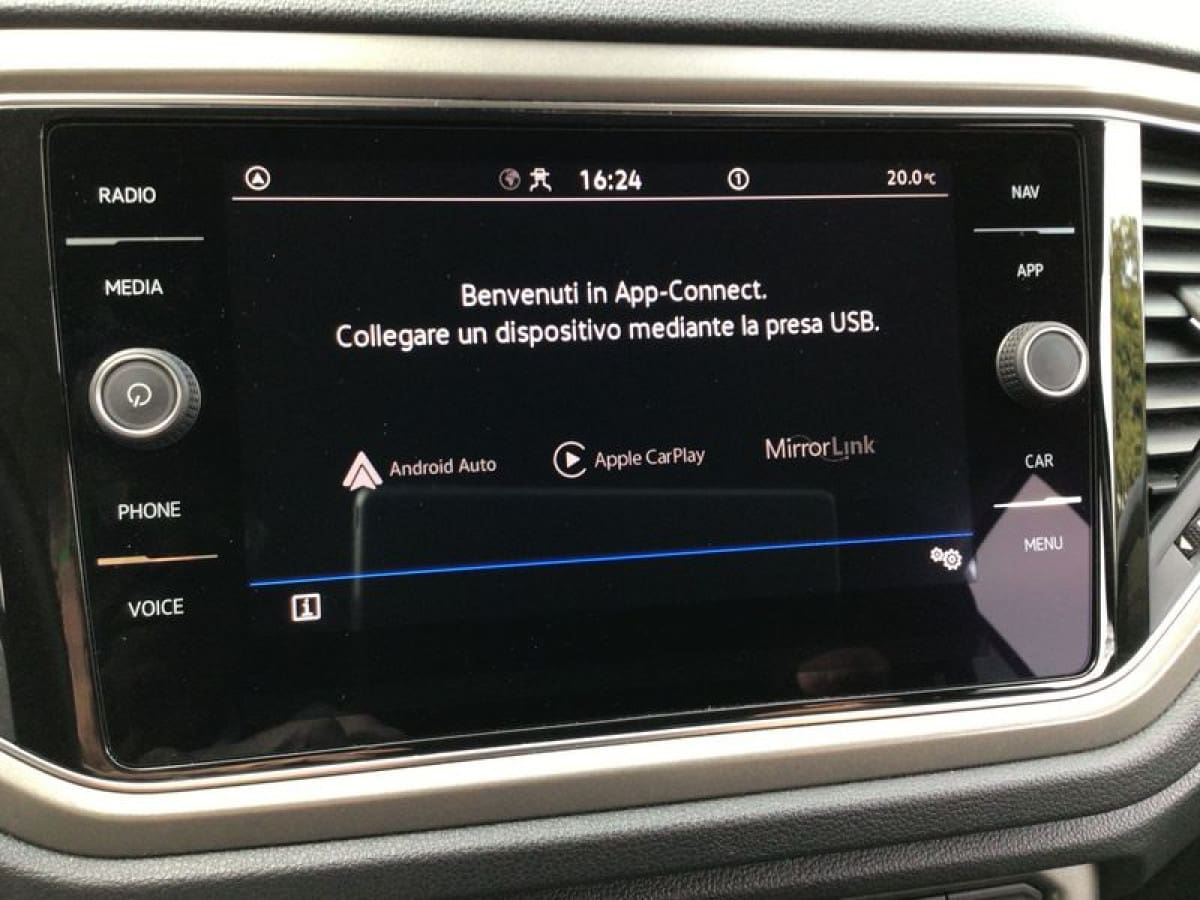 RADIO
MEDIA
PHONE
VOICE
16:24
1
20.0°C
Benvenuti in App-Connect.
Collegare un dispositivo mediante la presa USB.
Android Auto
Apple CarPlay
MirrorLink
i
NAV
APP
CAR
MENU